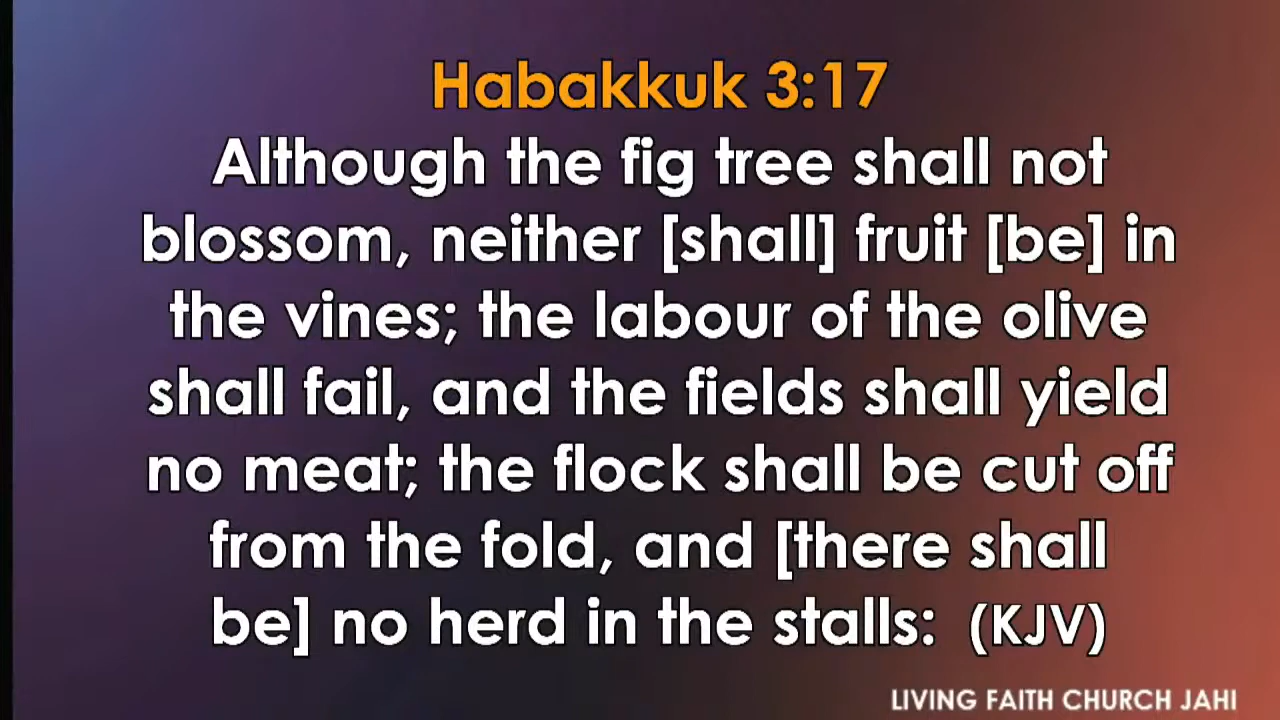 Habakkuk 3:17
Although the fig tree shall not
blossom, neither [shall] fruit [be] in
the vines; the labour of the olive
shall fail, and the fields shall yield
no meat; the flock shall be cut off
from the fold, and [there shall
be] no herd in the stalls: (KJV)
LIVING FAITH CHURCH JAHI